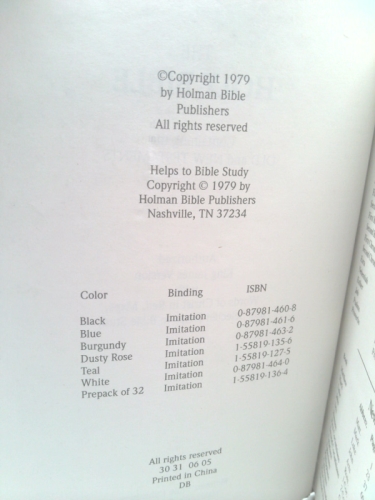 ©Copyright 1979
by Holman Bible
Publishers
All rights reserved
Helps to Bible Study
Copyright © 1979 by
Holman Bible Publishers
Nashville, TN 37234
Color Binding ISBN
Black Imitation 0-87981-460-8
Blue Imitation 0-87981-461-6
Burgundy Imitation 0-87981-463-2
Dusty Rose Imitation 1-55819-135-6
Teal Imitation 1-55819-127-5
White Imitation 0-87981-464-0
Prepack of 32 Imitation 1-55819-136-4
All rights reserved
30 31 06 05
Printed in China
DB